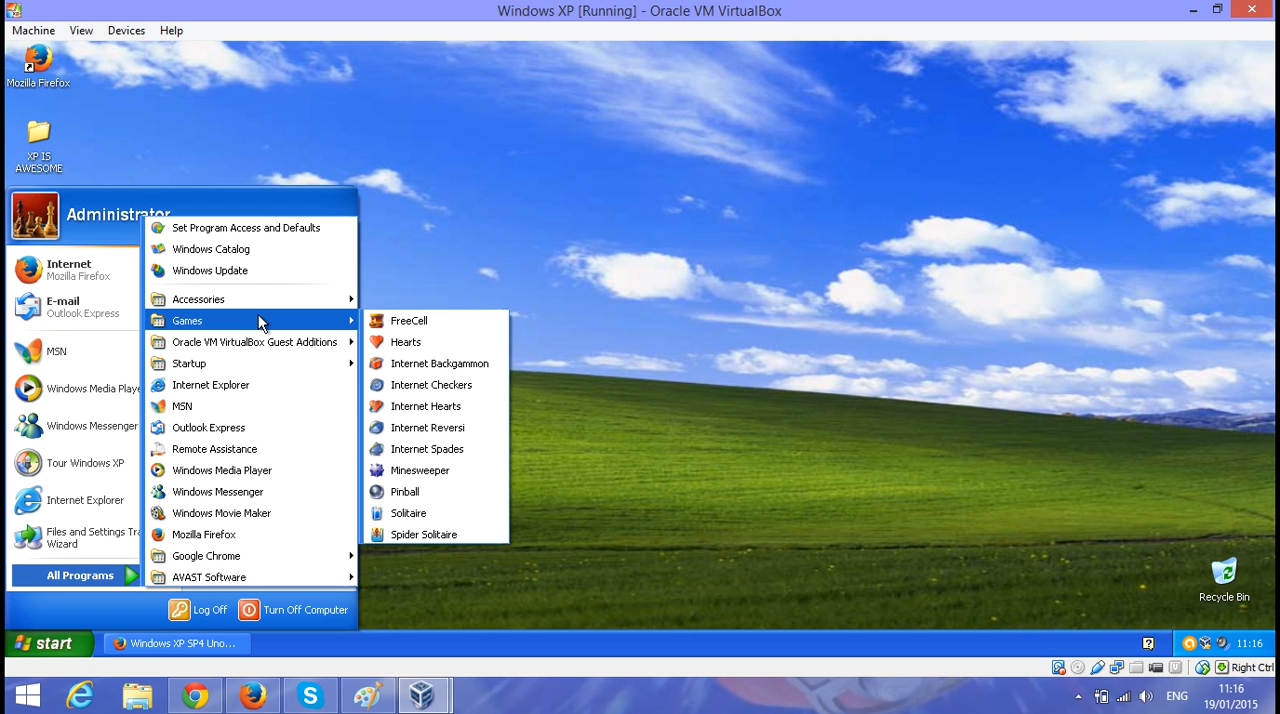 Windows XP [Running] - Oracle VM VirtualBox
Machine View Devices Help
Mozilla Firefox
XP IS
AWESOME
Administrator
Internet
Mozilla Firefox
E-mail
Outlook Express
MSN
Windows Media Playe
Windows Messenger
Tour Windows XP
Internet Explorer
Files and Settings Tra
Wizard
All Programs
Set Program Access and Defaults
Windows Catalog
Windows Update
Accessories
Games
Oracle VM VirtualBox Guest Additions
Startup
Internet Explorer
MSN
Outlook Express
Remote Assistance
Windows Media Player
Windows Messenger
Windows Movie Maker
Mozilla Firefox
Google Chrome
AVAST Software
FreeCell
Hearts
Internet Backgammon
Internet Checkers
Internet Hearts
Internet Reversi
Internet Spades
Minesweeper
Pinball
Solitaire
Spider Solitaire
Log Off Turn Off Computer
Recycle Bin
start Windows XP SP4 Uno... 11:16
Right Ctrl
ENG 11:16
19/01/2015